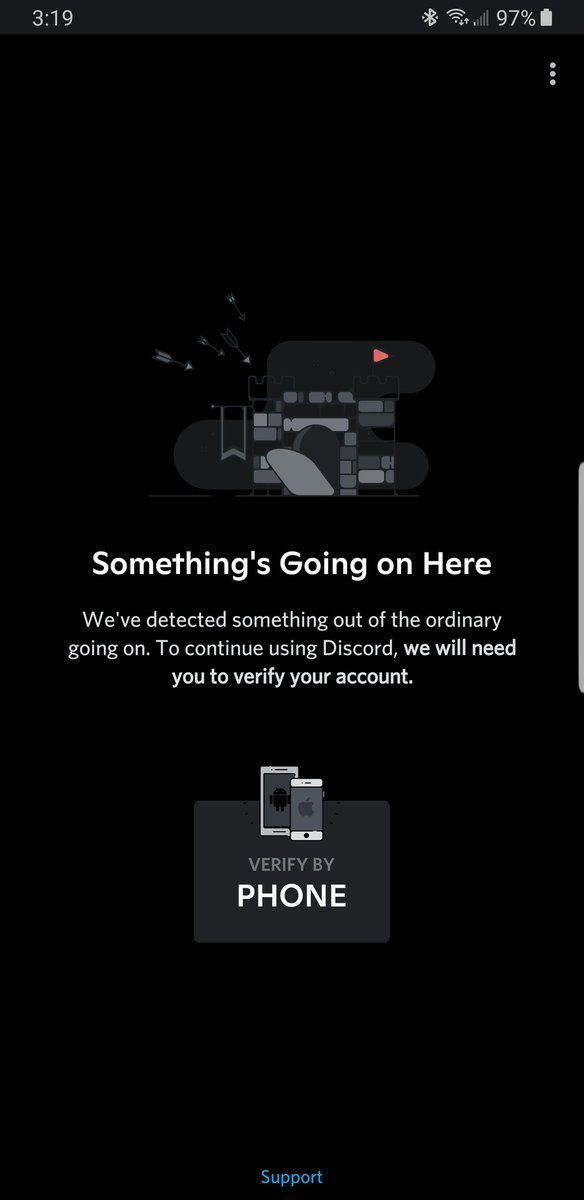 3:19 97%
Something's Going on Here
We've detected something out of the ordinary
going on. To continue using Discord, we will need
you to verify your account.
VERIFY BY
PHONE
Support